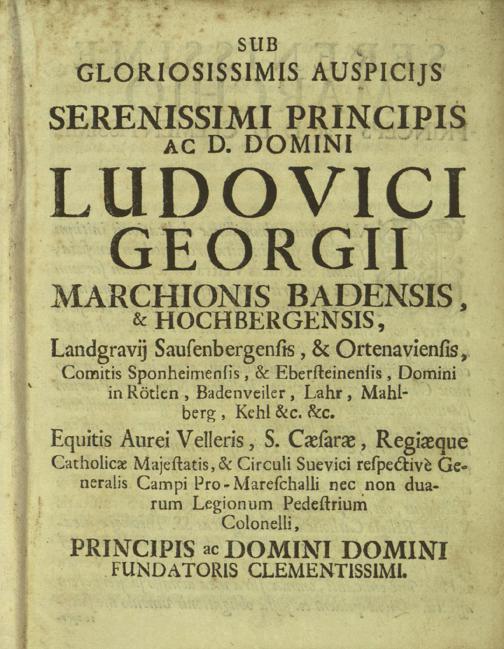 SUB
GLORIOSISSIMIS AUSPICIJS
SERENISSIMI PRINCIPIS
AC D. DOMINI
LUDOVICI
GEORGII
MARCHIONIS BADENSIS,
& HOCHBERGENSIS,
Landgravij Sauſenbergenſis, & Ortenavienſis,
Comitis Sponheimenſis, & Eberſteinenſis, Domini
in Rötlen, Badenveiler, Lahr, Mahl-
berg, Kehl &c. &c.
Equitis Aurei Velleris, S. Cæſaræ, Regiæque
Catholicæ Majeſtatis, & Circuli Suevici reſpectivè Ge-
neralis Campi Pro-Mareſchalli nec non dua-
rum Legionum Pedeſtrium
Colonelli,
PRINCIPIS ac DOMINI DOMINI
FUNDATORIS CLEMENTISSIMI.